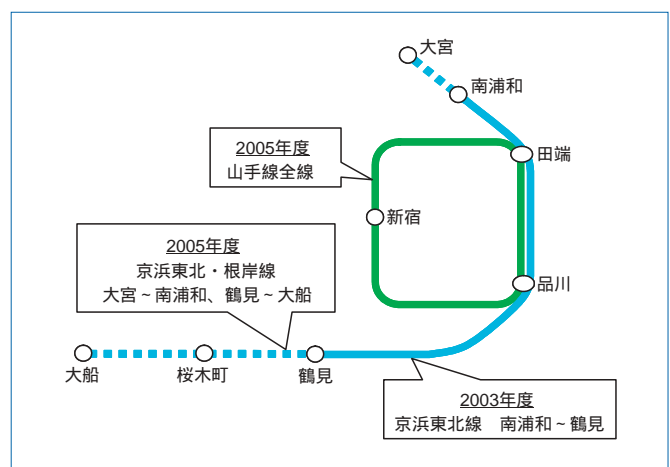 大宮
南浦和
2005年度
山手線全線
田端
新宿
2005年度
京浜東北・根岸線
大宮~南浦和、鶴見~大船
品川
大船
桜木町
鶴見
2003年度
京浜東北線　南浦和~鶴見